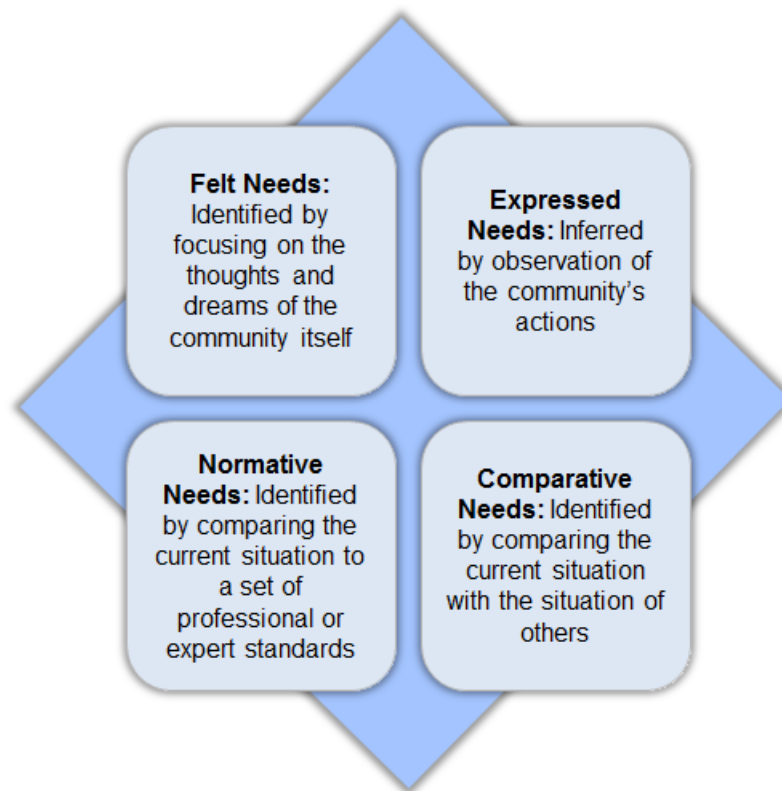 Felt Needs:
Identified by
focusing on the
thoughts and
dreams of the
community itself
Expressed
Needs: Inferred
by observation of
the community's
actions
Normative
Needs: Identified
by comparing the
current situation to
a set of
professional or
expert standards
Comparative
Needs: Identified
by comparing the
current situation
with the situation of
others